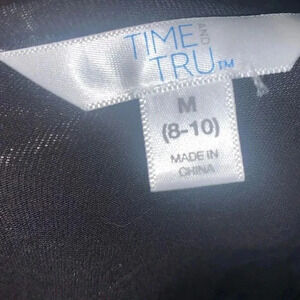 TIME AND
TRU™
M
(8-10)
MADE IN
CHINA